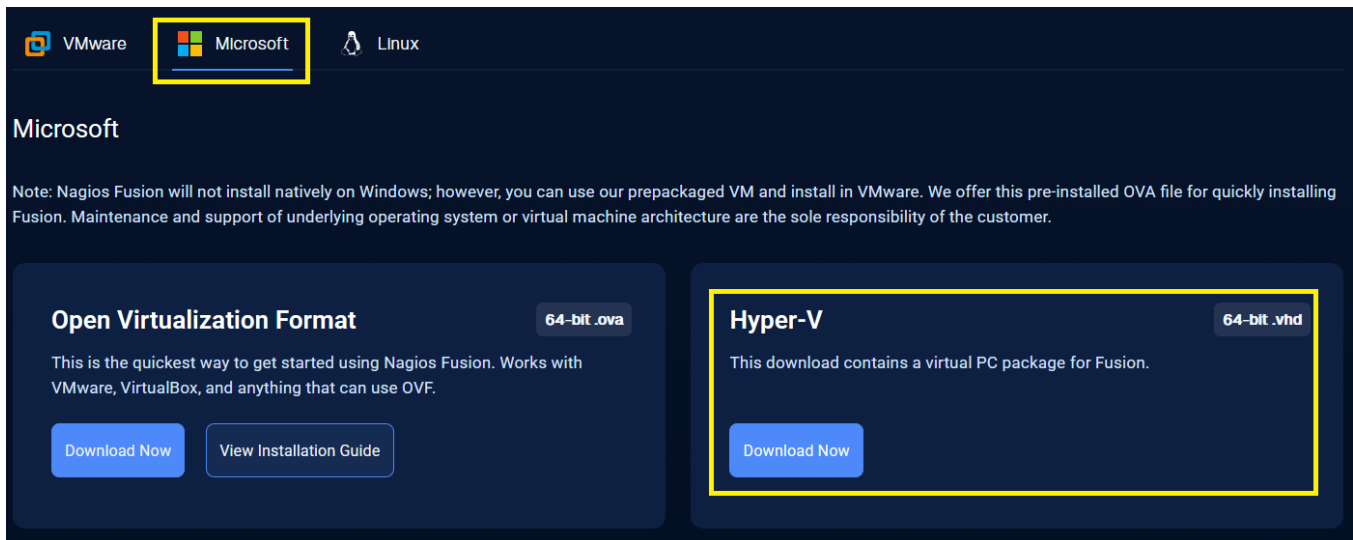 VMware Microsoft Linux
Microsoft
Note: Nagios Fusion will not install natively on Windows; however, you can use our prepackaged VM and install in VMware. We offer this pre-installed OVA file for quickly installing
Fusion. Maintenance and support of underlying operating system or virtual machine architecture are the sole responsibility of the customer.
Open Virtualization Format 64-bit .ova
This is the quickest way to get started using Nagios Fusion. Works with
VMware, VirtualBox, and anything that can use OVF.
Download Now View Installation Guide
Hyper-V 64-bit .vhd
This download contains a virtual PC package for Fusion.
Download Now